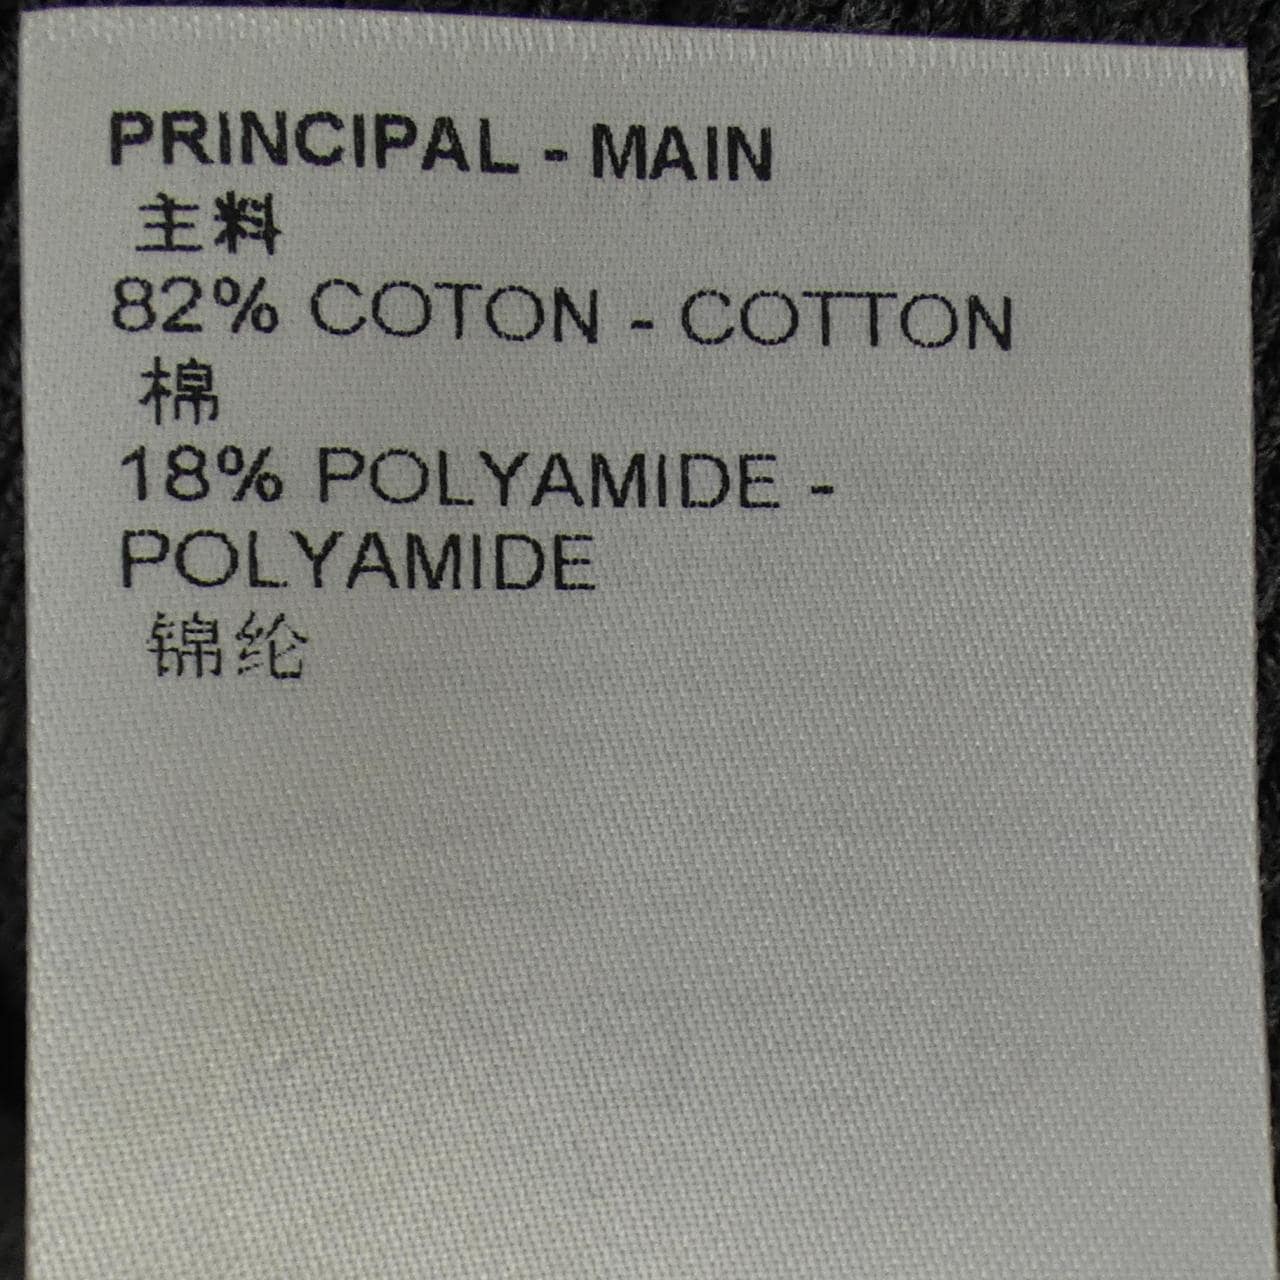 PRINCIPAL - MAIN
主料
82% COTON - COTTON
棉
18% POLYAMIDE -
POLYAMIDE
锦纶